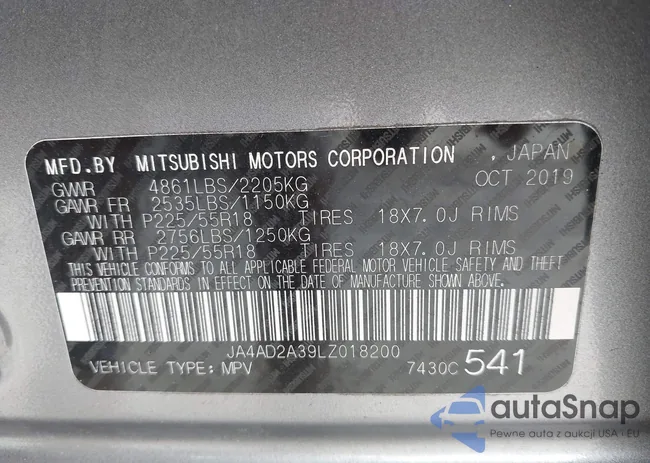 MFD.BY MITSUBISHI MOTORS CORPORATION , JAPAN
GVWR 4861LBS/2205KG OCT 2019
GAWR FR 2535LBS/1150KG
WITH P225/55R18 TIRES 18X7.0J RIMS
GAWR RR 2756LBS/1250KG
WITH P225/55R18 TIRES 18X7.0J RIMS
THIS VEHICLE CONFORMS TO ALL APPLICABLE FEDERAL MOTOR VEHICLE SAFETY AND THEFT
PREVENTION STANDARDS IN EFFECT ON THE DATE OF MANUFACTURE SHOWN ABOVE.
JA4AD2A39LZ018200
VEHICLE TYPE: MPV 7430C 541
autaSnap
Pewne auta z aukcji USA i EU